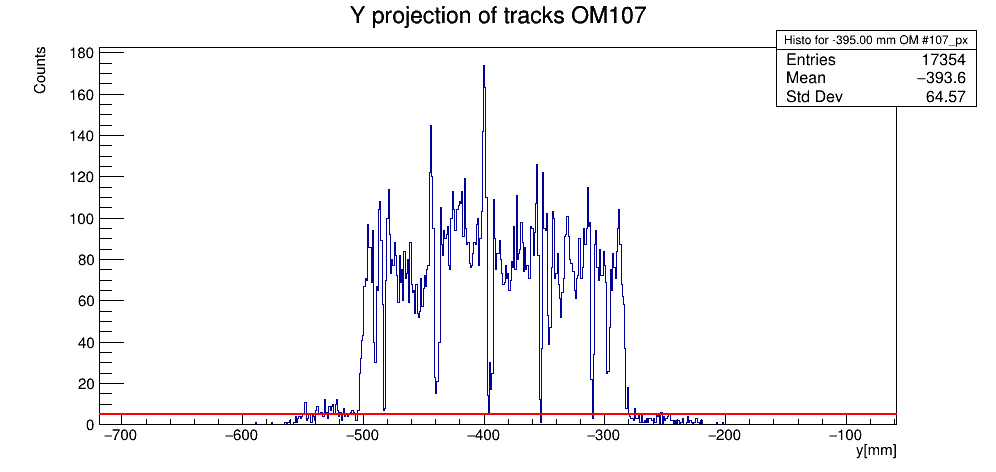 Y projection of tracks OM107
Histo for -395.00 mm OM #107_px
Entries 17354
Mean −393.6
Std Dev 64.57
Counts
180
160
140
120
100
80
60
40
20
0
−700 −600 −500 −400 −300 −200 −100
y[mm]